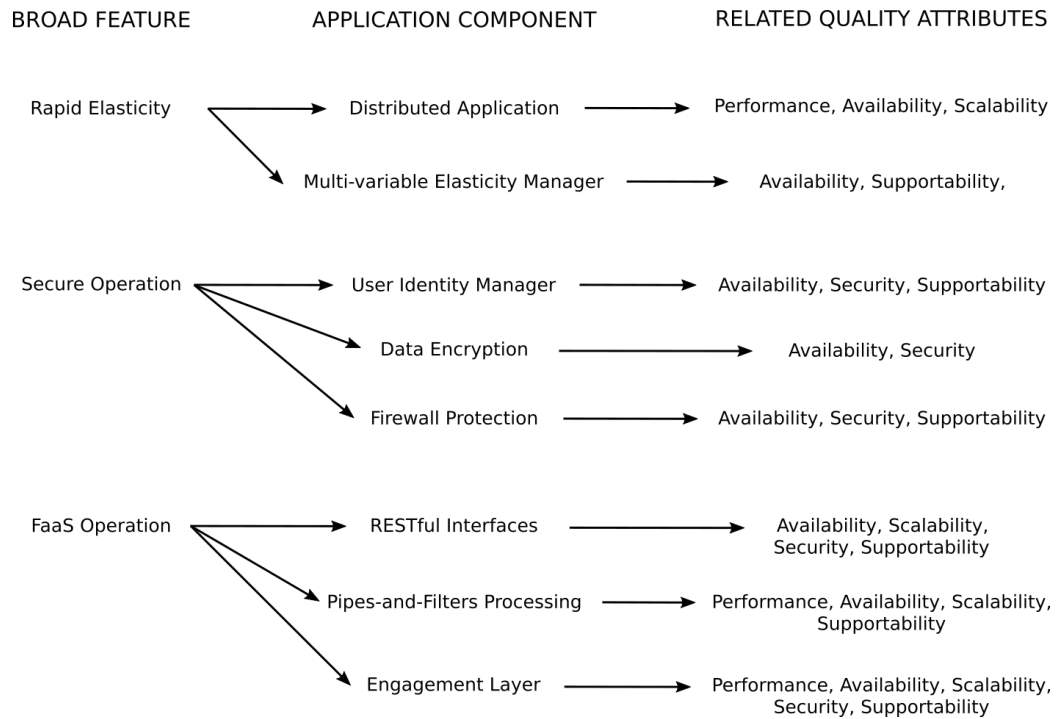 BROAD FEATURE
APPLICATION COMPONENT
RELATED QUALITY ATTRIBUTES
Rapid Elasticity
Distributed Application
Performance, Availability, Scalability
Multi-variable Elasticity Manager
Availability, Supportability,
Secure Operation
User Identity Manager
Availability, Security, Supportability
Data Encryption
Availability, Security
Firewall Protection
Availability, Security, Supportability
FaaS Operation
RESTful Interfaces
Availability, Scalability,
Security, Supportability
Pipes-and-Filters Processing
Performance, Availability, Scalability,
Supportability
Engagement Layer
Performance, Availability, Scalability,
Security, Supportability